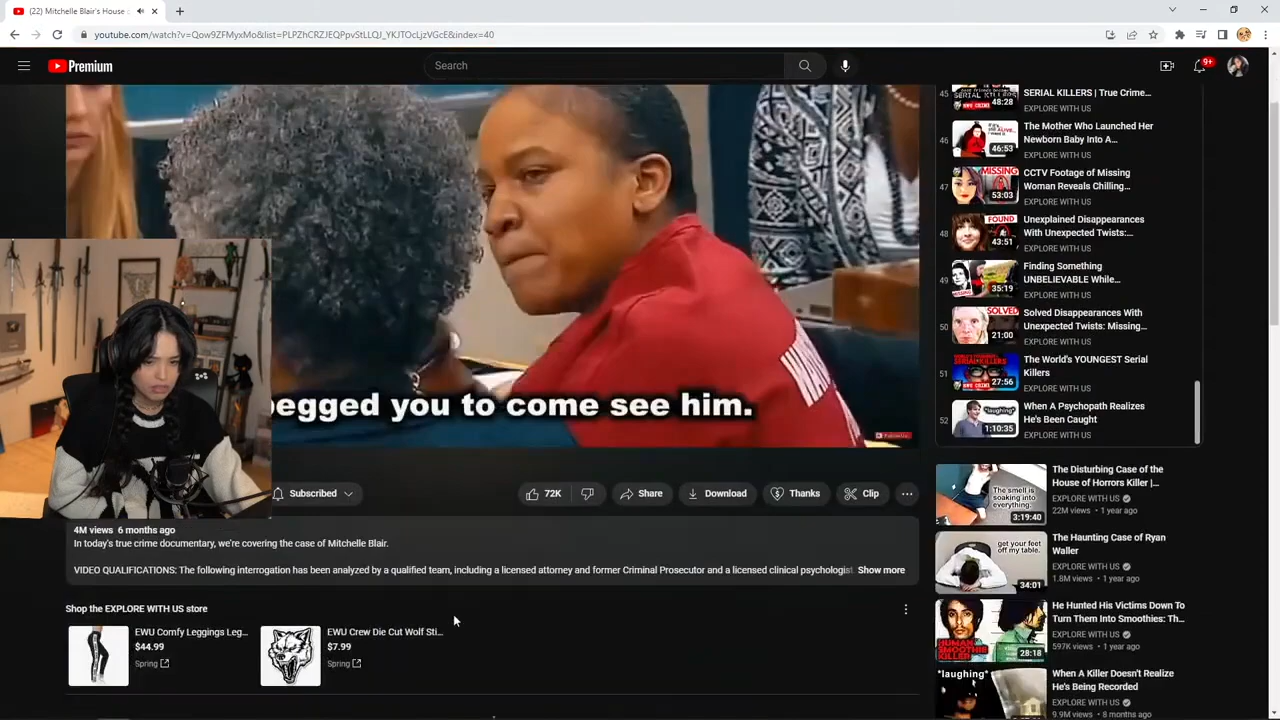 (22) Mitchelle Blair's House o
youtube.com/watch?v=Qow9ZFMyxMo&list=PLPZhCRZJEQPpvStLLQJ_YKJTOcLjzVGcE&index=40
Premium
Search
9+
begged you to come see him.
Subscribed
72K
Share
Download
Thanks
Clip
4M views 6 months ago
In today's true crime documentary, we're covering the case of Mitchelle Blair.
VIDEO QUALIFICATIONS: The following interrogation has been analyzed by a qualified team, including a licensed attorney and former Criminal Prosecutor and a licensed clinical psychologist Show more
Shop the EXPLORE WITH US store
EWU Comfy Leggings Leg...
$44.99
Spring
EWU Crew Die Cut Wolf Sti...
$7.99
Spring
45
SERIAL KILLERS
48:28
SERIAL KILLERS | True Crime...
EXPLORE WITH US
46
46:53
The Mother Who Launched Her
Newborn Baby Into A...
EXPLORE WITH US
47
MISSING
53:03
CCTV Footage of Missing
Woman Reveals Chilling...
EXPLORE WITH US
48
FOUND
43:51
Unexplained Disappearances
With Unexpected Twists:...
EXPLORE WITH US
49
35:19
Finding Something
UNBELIEVABLE While...
EXPLORE WITH US
50
SOLVED
21:00
Solved Disappearances With
Unexpected Twists: Missing...
EXPLORE WITH US
51
27:56
The World's YOUNGEST Serial
Killers
EXPLORE WITH US
52
*laughing*
1:10:35
When A Psychopath Realizes
He's Been Caught
EXPLORE WITH US
The smell is
soaking into
everything.
3:19:40
The Disturbing Case of the
House of Horrors Killer |...
EXPLORE WITH US
22M views • 1 year ago
get your feet
off my table.
34:01
The Haunting Case of Ryan
Waller
EXPLORE WITH US
1.8M views • 1 year ago
HUMAN
SMOOTHIE
KILLER
28:18
He Hunted His Victims Down To
Turn Them Into Smoothies: Th...
EXPLORE WITH US
597K views • 1 year ago
*laughing*
When A Killer Doesn't Realize
He's Being Recorded
EXPLORE WITH US
9.9M views • 8 months ago